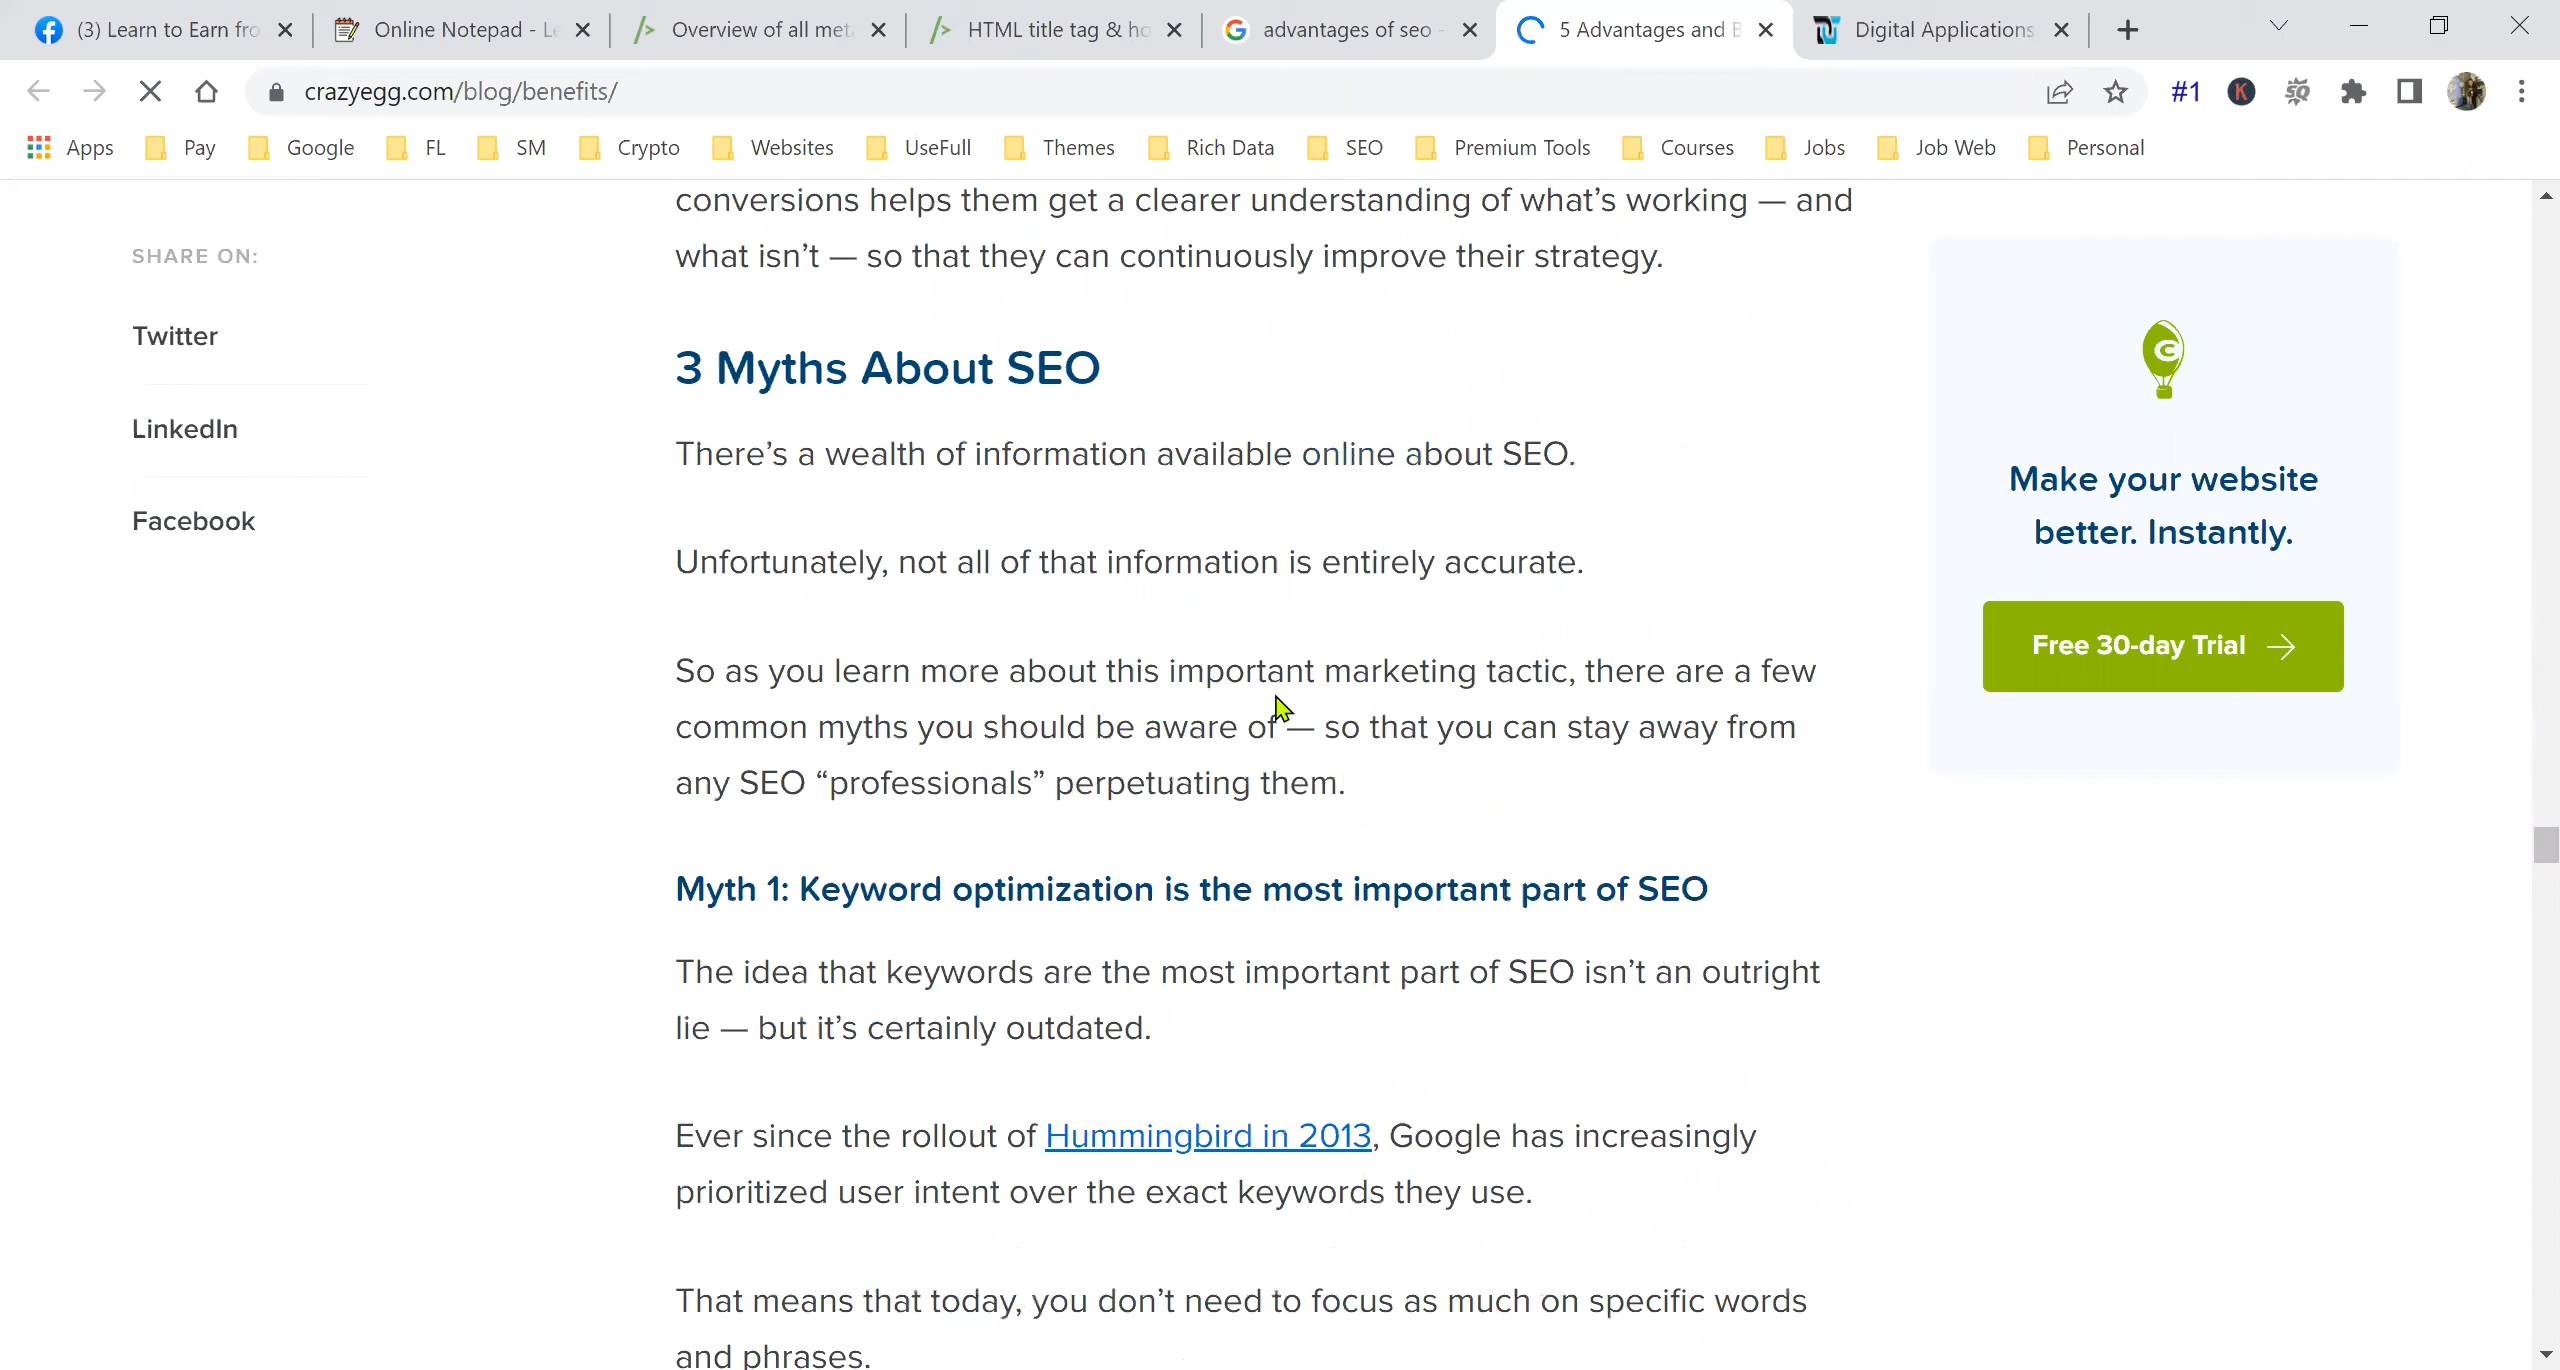 (3) Learn to Earn fro
Online Notepad - Le
Overview of all met
HTML title tag & ho
advantages of seo -
5 Advantages and B
Digital Applications
crazyegg.com/blog/benefits/
#1
K
SQ
Apps
Pay
Google
FL
SM
Crypto
Websites
UseFull
Themes
Rich Data
SEO
Premium Tools
Courses
Jobs
Job Web
Personal
SHARE ON:
Twitter
LinkedIn
Facebook
conversions helps them get a clearer understanding of what’s working — and
what isn’t — so that they can continuously improve their strategy.
3 Myths About SEO
There’s a wealth of information available online about SEO.
Unfortunately, not all of that information is entirely accurate.
So as you learn more about this important marketing tactic, there are a few
common myths you should be aware of — so that you can stay away from
any SEO “professionals” perpetuating them.
Myth 1: Keyword optimization is the most important part of SEO
The idea that keywords are the most important part of SEO isn’t an outright
lie — but it’s certainly outdated.
Ever since the rollout of Hummingbird in 2013, Google has increasingly
prioritized user intent over the exact keywords they use.
That means that today, you don’t need to focus as much on specific words
and phrases.
Make your website
better. Instantly.
Free 30-day Trial →